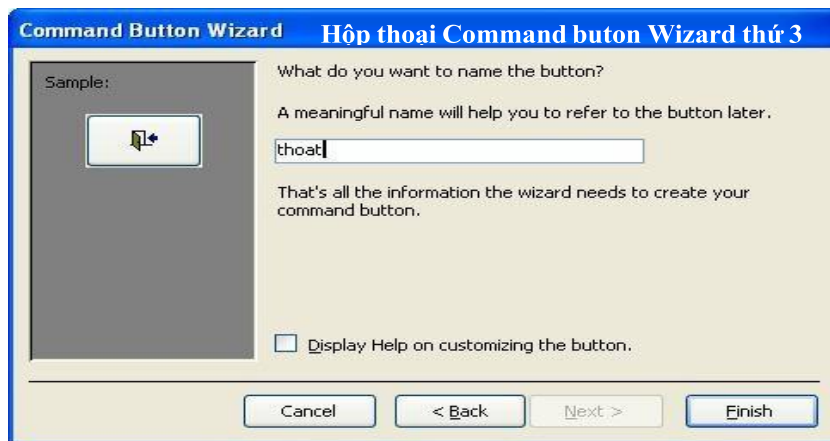 Command Button Wizard
Hộp thoại Command buton Wizard thứ 3
Sample:
What do you want to name the button?
A meaningful name will help you to refer to the button later.
thoat
That's all the information the wizard needs to create your
command button.
Display Help on customizing the button.
Cancel
< Back
Next >
Finish